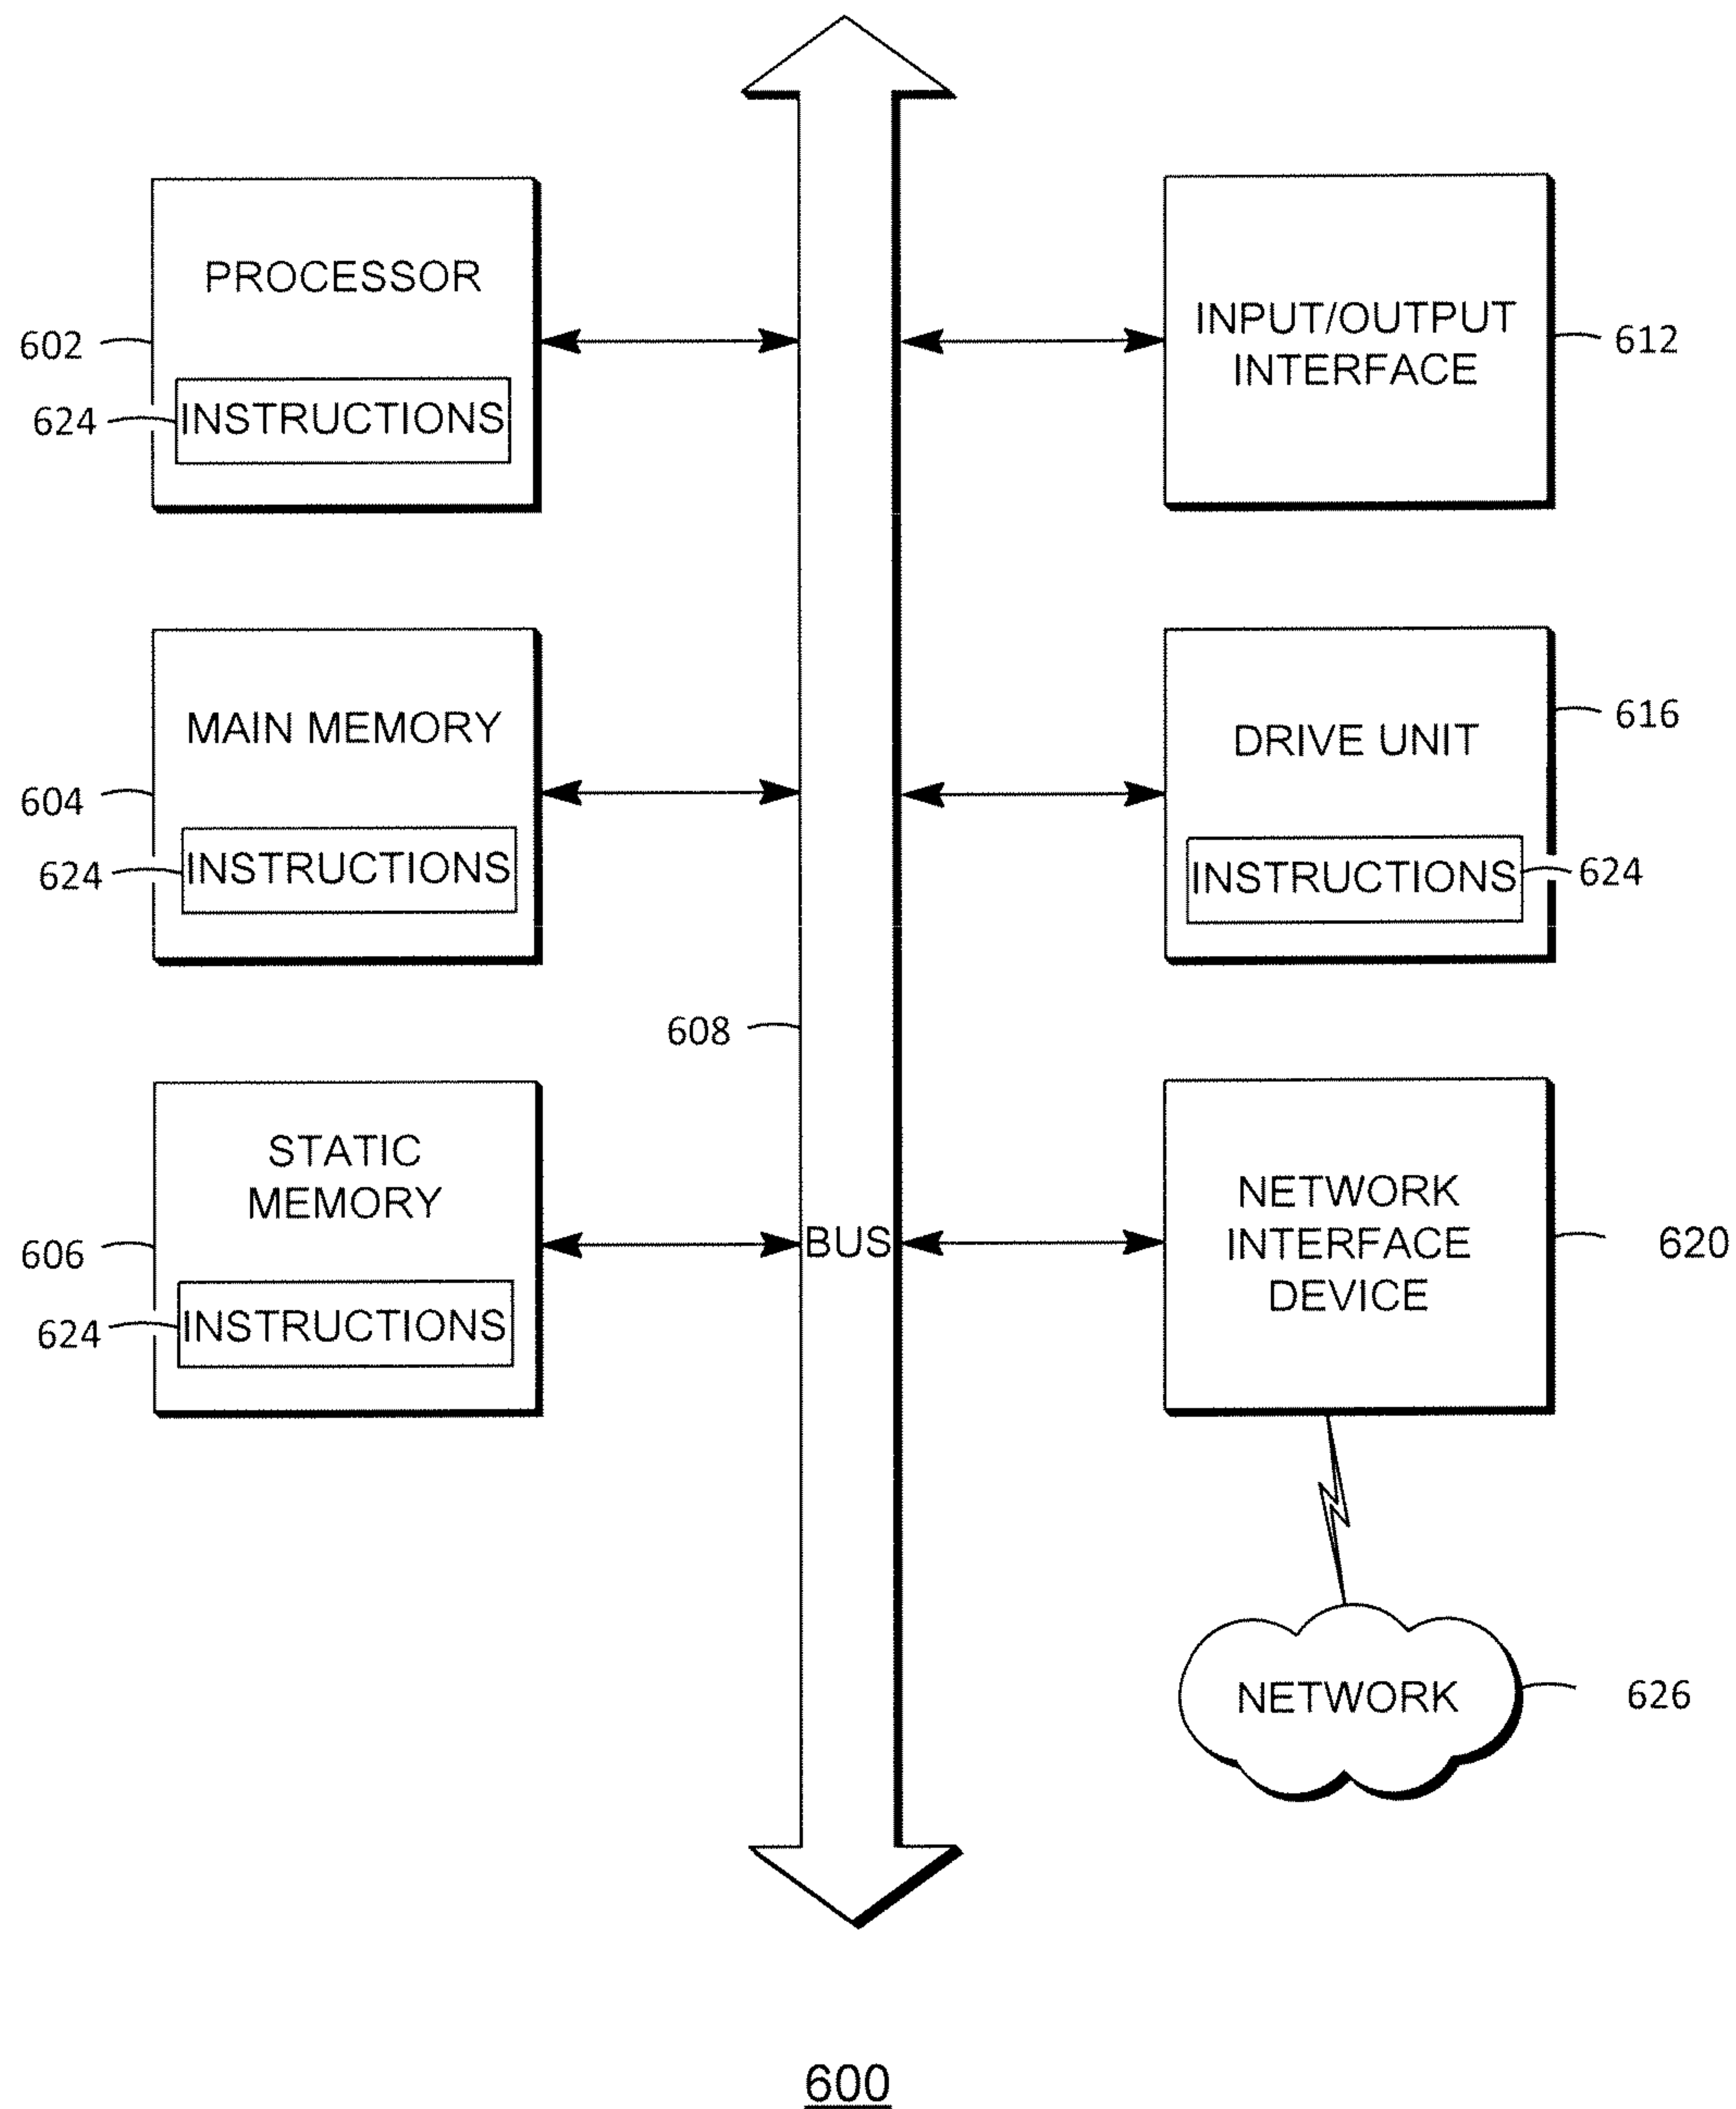 PROCESSOR
602
624
INSTRUCTIONS
INPUT/OUTPUT
INTERFACE
612
MAIN MEMORY
604
624
INSTRUCTIONS
DRIVE UNIT
616
INSTRUCTIONS
624
608
STATIC
MEMORY
606
624
INSTRUCTIONS
BUS
NETWORK
INTERFACE
DEVICE
620
NETWORK
626
600